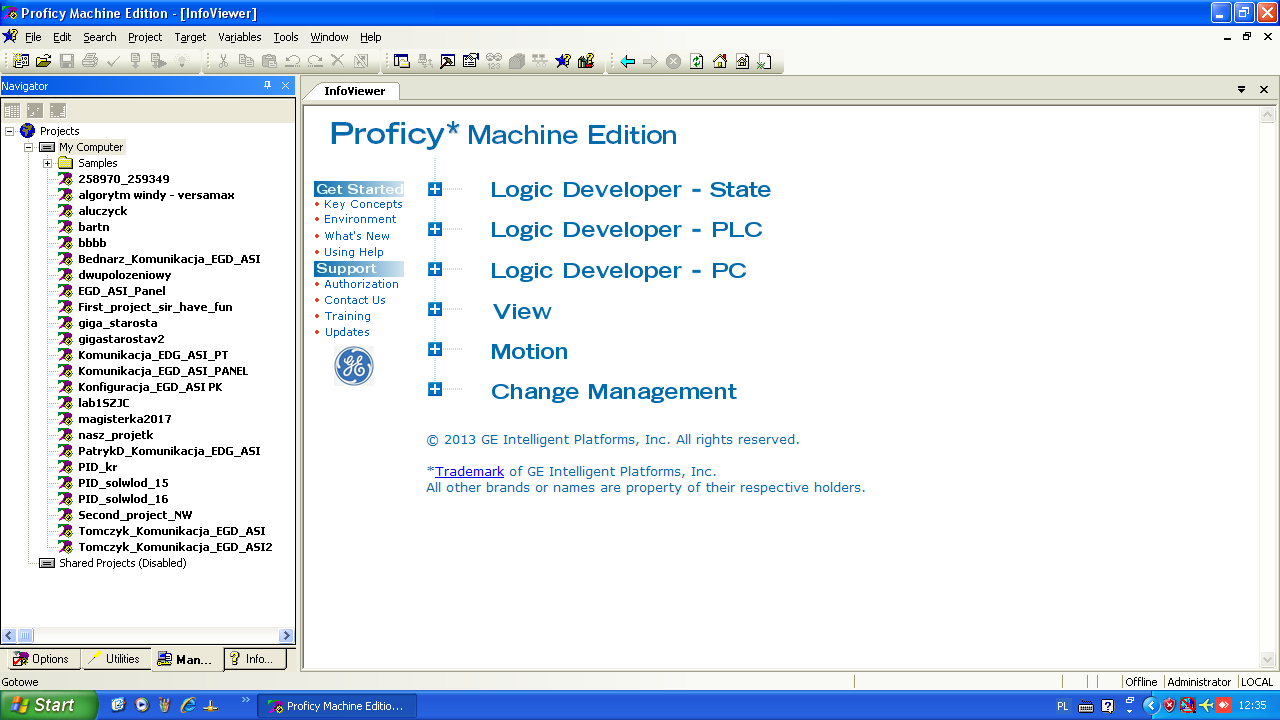 Proficy Machine Edition - [InfoViewer]
File Edit Search Project Target Variables Tools Window Help
Navigator
InfoViewer
Projects
My Computer
Samples
258970_259349
algorytm windy - versamax
aluczyck
bartn
bbbb
Bednarz_Komunikacja_EGD_ASI
dwupolozeniowy
EGD_ASI_Panel
First_project_sir_have_fun
giga_starosta
gigastarostav2
Komunikacja_EDG_ASI_PT
Komunikacja_EGD_ASI_PANEL
Konfiguracja_EGD_ASI PK
lab1SZJC
magisterka2017
nasz_projetk
PatrykD_Komunikacja_EDG_ASI
PID_kr
PID_solwlod_15
PID_solwlod_16
Second_project_NW
Tomczyk_Komunikacja_EGD_ASI
Tomczyk_Komunikacja_EGD_ASI2
Shared Projects (Disabled)
Options Utilities Man... Info...
Proficy* Machine Edition
Get Started
Key Concepts
Environment
What's New
Using Help
Support
Authorization
Contact Us
Training
Updates
GE
Logic Developer - State
Logic Developer - PLC
Logic Developer - PC
View
Motion
Change Management
© 2013 GE Intelligent Platforms, Inc. All rights reserved.
*Trademark of GE Intelligent Platforms, Inc.
All other brands or names are property of their respective holders.
Gotowe Offline Administrator LOCAL
Start Proficy Machine Editio... PL 12:35